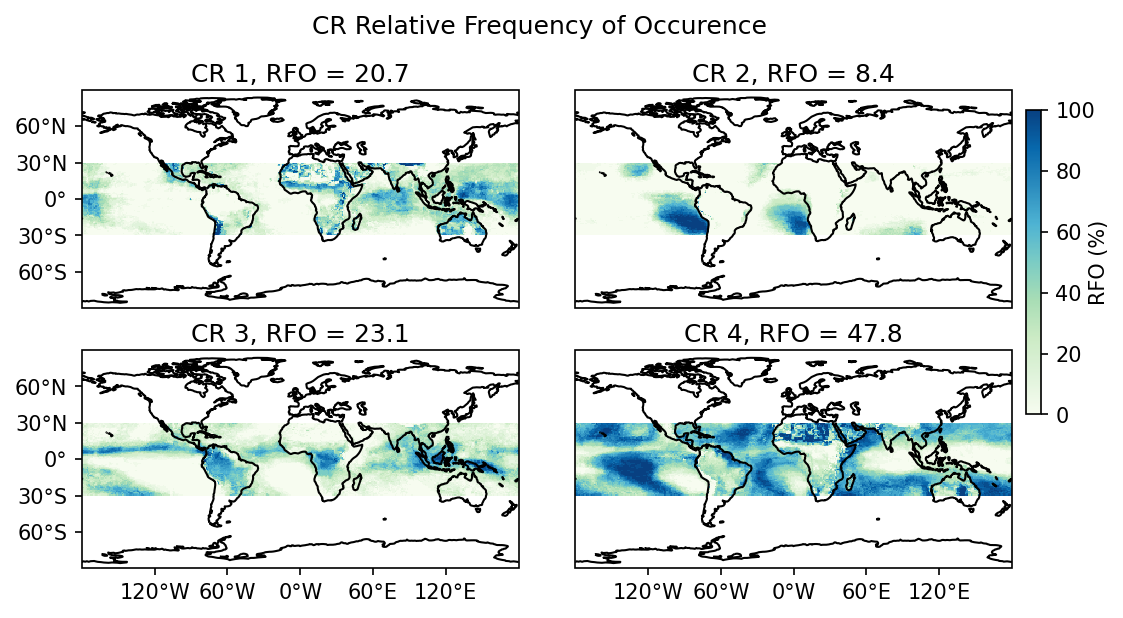 CR Relative Frequency of Occurence
CR 1, RFO = 20.7
CR 2, RFO = 8.4
60°N
30°N
0°
30°S
60°S
100
80
60
40
20
0
RFO (%)
CR 3, RFO = 23.1
CR 4, RFO = 47.8
60°N
30°N
0°
30°S
60°S
120°W 60°W 0°W 60°E 120°E
120°W 60°W 0°W 60°E 120°E